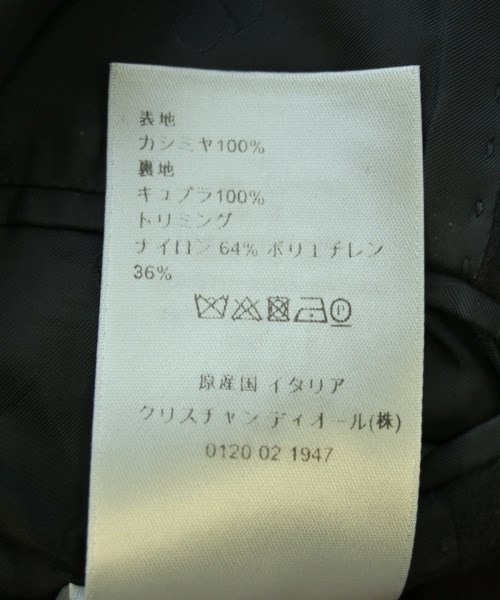 表地
カシミヤ100%
裏地
キュプラ100%
トリミング
ナイロン 64% ポリエチレン
36%
P
原産国 イタリア
クリスチャン ディオール(株)
0120 02 1947